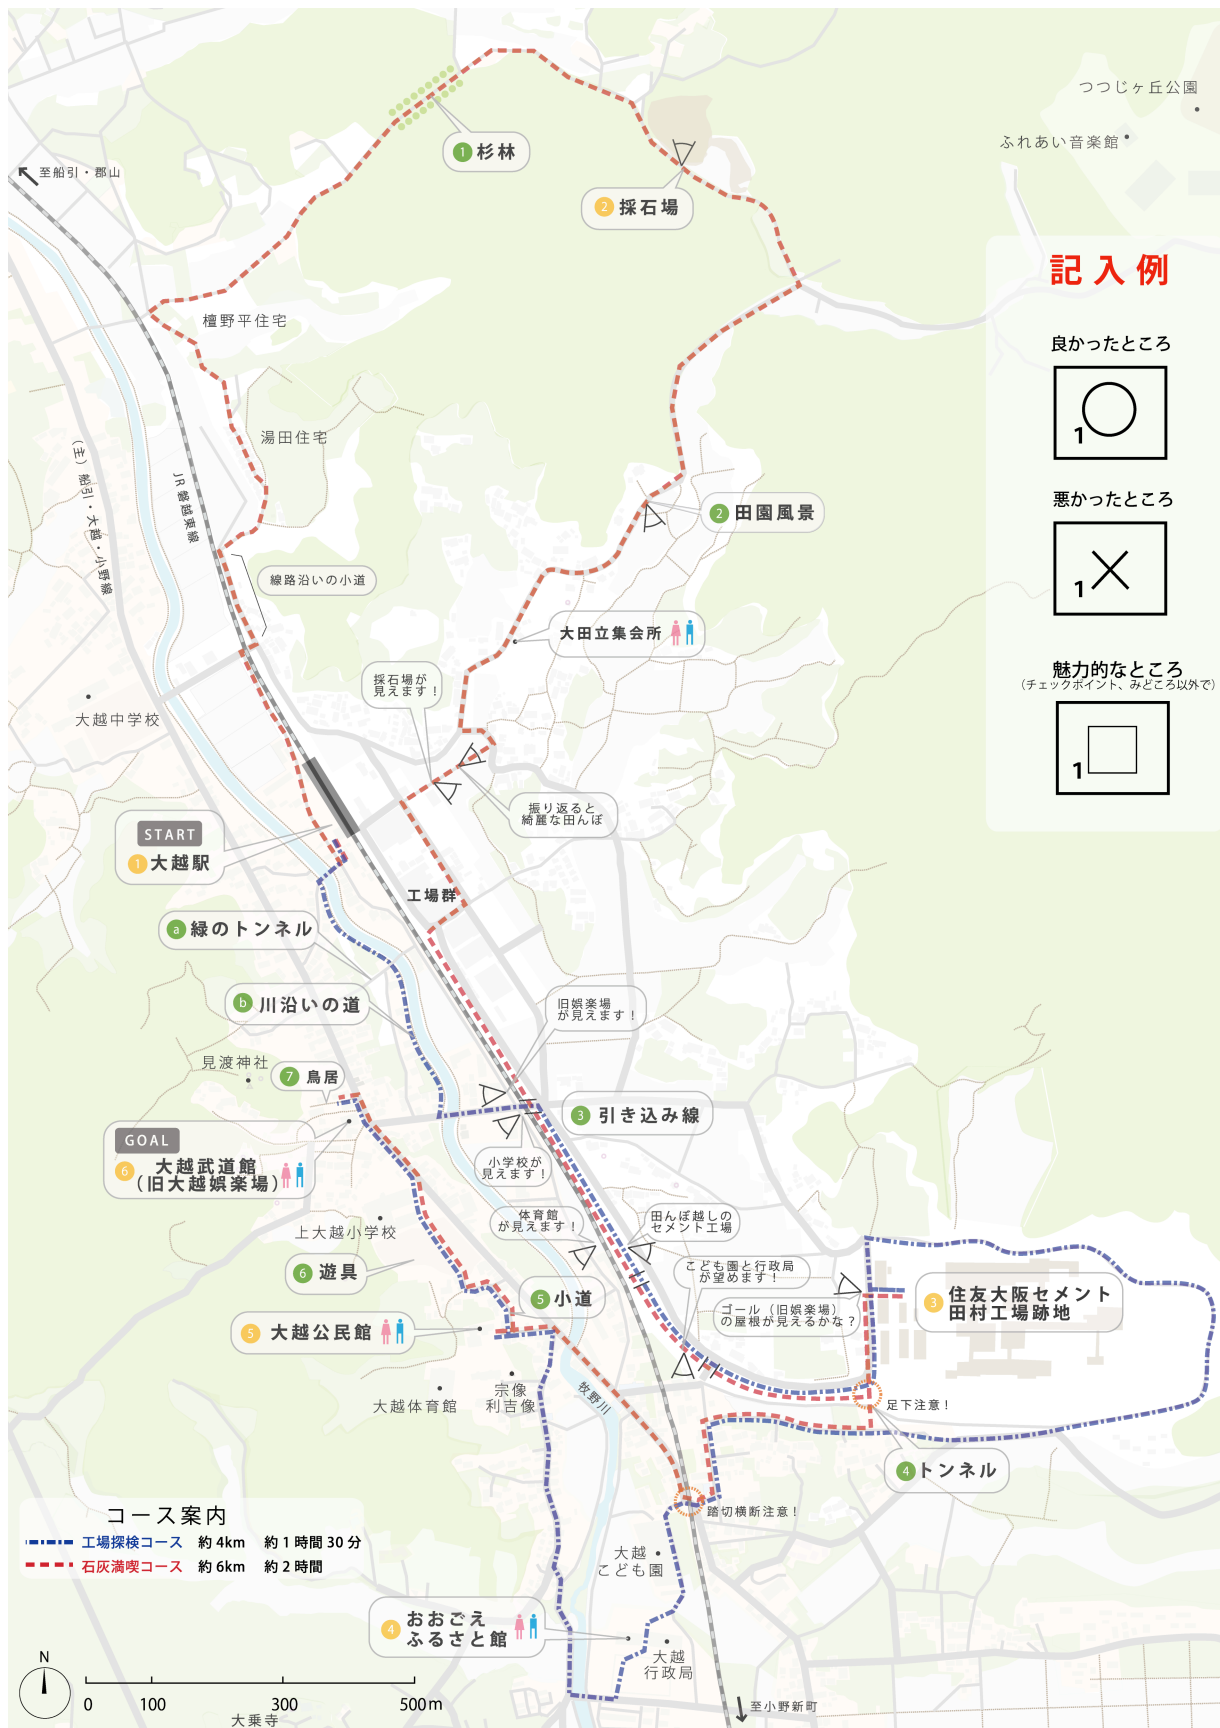 つつじヶ丘公園
ふれあい音楽館
1 杉林
至船引・郡山
2 採石場
記入例
檀野平住宅
良かったところ
1
湯田住宅
(主)船引・大越・小野線
JR磐越東線
悪かったところ
1
2 田園風景
線路沿いの小道
大田立集会所
魅力的なところ
(チェックポイント、みどころ以外で)
1
採石場が
見えます!
大越中学校
振り返ると
綺麗な田んぼ
START
1 大越駅
工場群
a 緑のトンネル
b 川沿いの道
旧娯楽場
が見えます!
見渡神社
7 鳥居
3 引き込み線
GOAL
6 大越武道館
(旧大越娯楽場)
小学校が
見えます!
体育館
が見えます!
田んぼ越しの
セメント工場
上大越小学校
こども園と行政局
が望めます!
6 遊具
ゴール(旧娯楽場)
の屋根が見えるかな?
3 住友大阪セメント
田村工場跡地
5 小道
5 大越公民館
宗像
利吉像
大越体育館
牧野川
足下注意!
4 トンネル
踏切横断注意!
コース案内
工場探検コース 約4km 約1時間30分
石灰満喫コース 約6km 約2時間
大越
こども園
4 おおごえ
ふるさと館
大越
行政局
N
0 100 300 500m
大乗寺
至小野新町